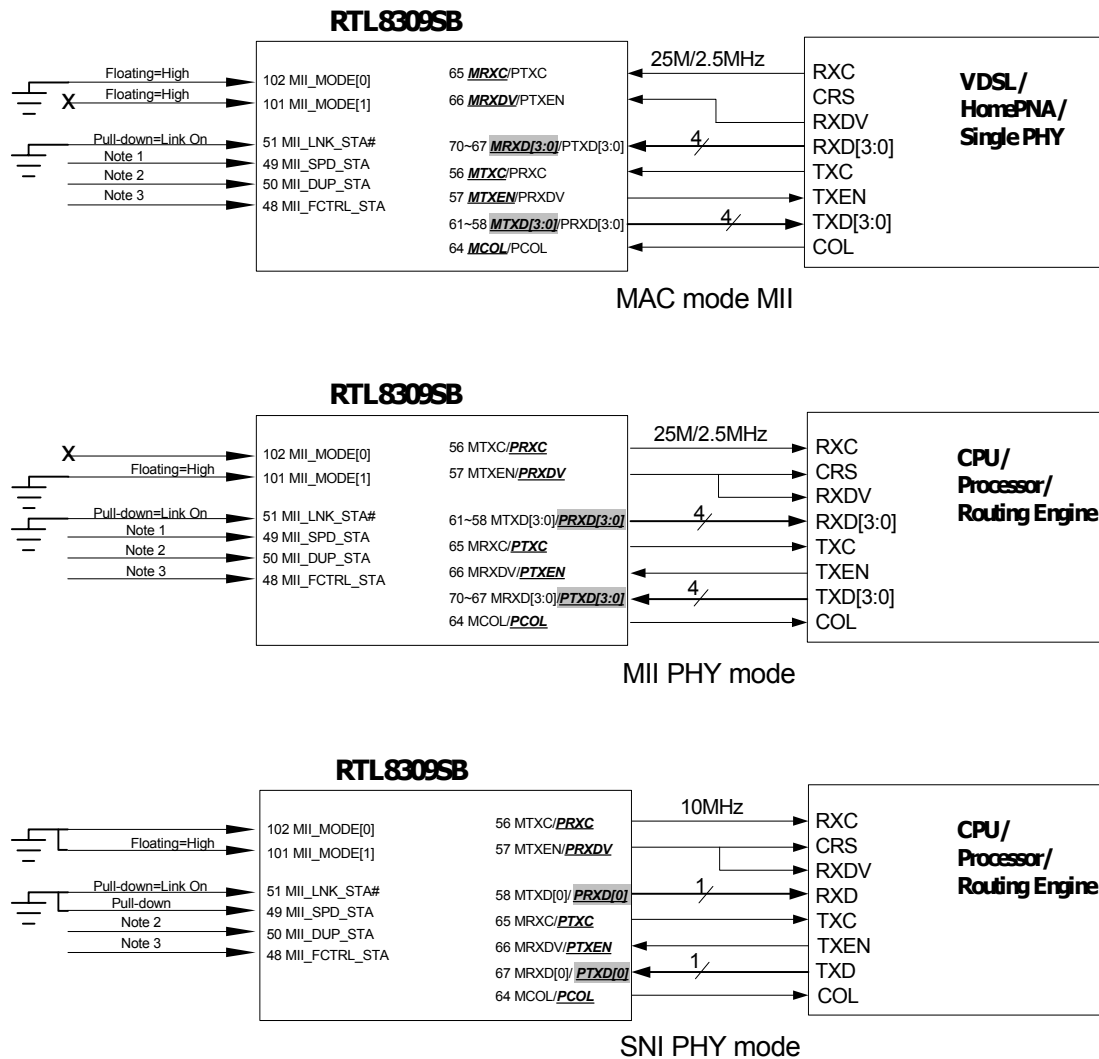 RTL8309SB
Floating=High
Floating=High
X
Pull-down=Link On
Note 1
Note 2
Note 3
102 MII_MODE[0]
101 MII_MODE[1]
51 MII_LNK_STA#
49 MII_SPD_STA
50 MII_DUP_STA
48 MII_FCTRL_STA
65 MRXC/PTXC
66 MRXDV/PTXEN
70~67 MRXD[3:0]/PTXD[3:0]
56 MTXC/PRXC
57 MTXEN/PRXDV
61~58 MTXD[3:0]/PRXD[3:0]
64 MCOL/PCOL
25M/2.5MHz
4
4
RXC
CRS
RXDV
RXD[3:0]
TXC
TXEN
TXD[3:0]
COL
VDSL/
HomePNA/
Single PHY
MAC mode MII
RTL8309SB
X
Floating=High
Pull-down=Link On
Note 1
Note 2
Note 3
102 MII_MODE[0]
101 MII_MODE[1]
51 MII_LNK_STA#
49 MII_SPD_STA
50 MII_DUP_STA
48 MII_FCTRL_STA
56 MTXC/PRXC
57 MTXEN/PRXDV
61~58 MTXD[3:0]/PRXD[3:0]
65 MRXC/PTXC
66 MRXDV/PTXEN
70~67 MRXD[3:0]/PTXD[3:0]
64 MCOL/PCOL
25M/2.5MHz
4
4
RXC
CRS
RXDV
RXD[3:0]
TXC
TXEN
TXD[3:0]
COL
CPU/
Processor/
Routing Engine
MII PHY mode
RTL8309SB
Floating=High
Pull-down=Link On
Pull-down
Note 2
Note 3
102 MII_MODE[0]
101 MII_MODE[1]
51 MII_LNK_STA#
49 MII_SPD_STA
50 MII_DUP_STA
48 MII_FCTRL_STA
56 MTXC/PRXC
57 MTXEN/PRXDV
58 MTXD[0]/PRXD[0]
65 MRXC/PTXC
66 MRXDV/PTXEN
67 MRXD[0]/ PTXD[0]
64 MCOL/PCOL
10MHz
1
1
RXC
CRS
RXDV
RXD
TXC
TXEN
TXD
COL
CPU/
Processor/
Routing Engine
SNI PHY mode